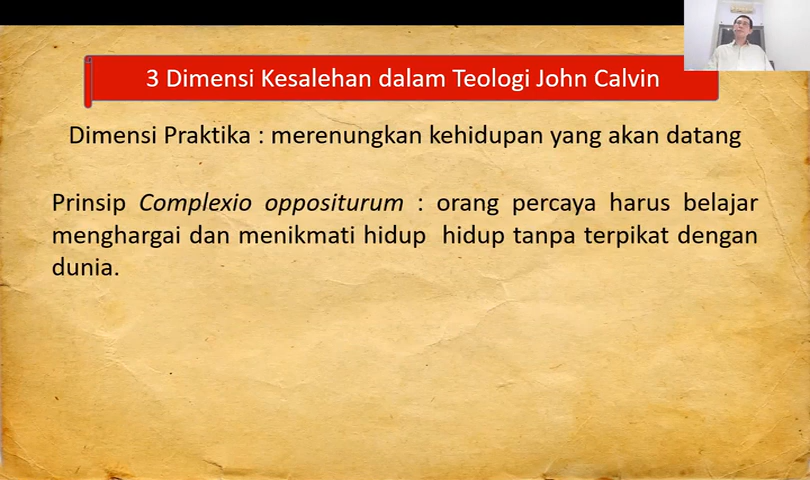 3 Dimensi Kesalehan dalam Teologi John Calvin
Dimensi Praktika : merenungkan kehidupan yang akan datang
Prinsip Complexio oppositurum : orang percaya harus belajar
menghargai dan menikmati hidup hidup tanpa terpikat dengan
dunia.